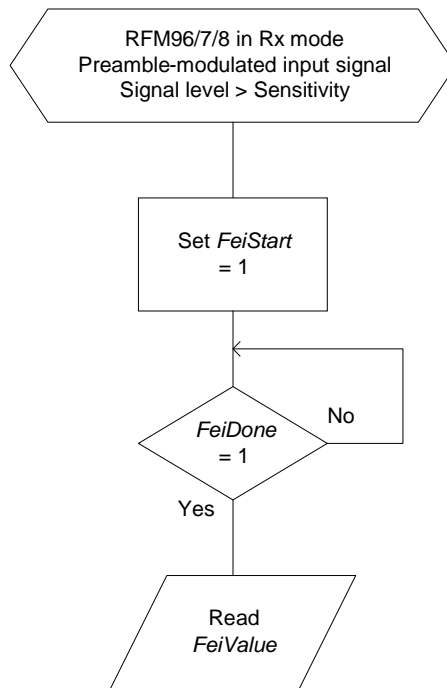 RFM96/7/8 in Rx mode
Preamble-modulated input signal
Signal level > Sensitivity
Set FeiStart
= 1
FeiDone
= 1
No
Yes
Read
FeiValue